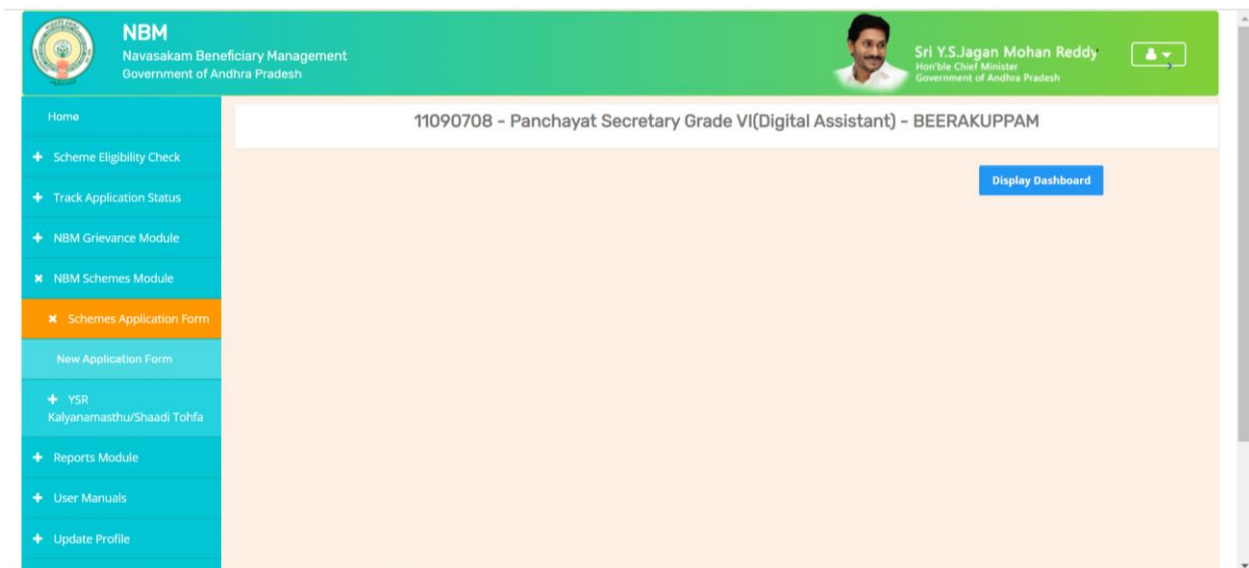 NBM
Navasakam Beneficiary Management
Government of Andhra Pradesh
Sri Y.S.Jagan Mohan Reddy
Hon'ble Chief Minister
Government of Andhra Pradesh
Home
Scheme Eligibility Check
Track Application Status
NBM Grievance Module
NBM Schemes Module
Schemes Application Form
New Application Form
YSR
Kalyanamasthu/Shaadi Tohfa
Reports Module
User Manuals
Update Profile
11090708 - Panchayat Secretary Grade VI(Digital Assistant) - BEERAKUPPAM
Display Dashboard